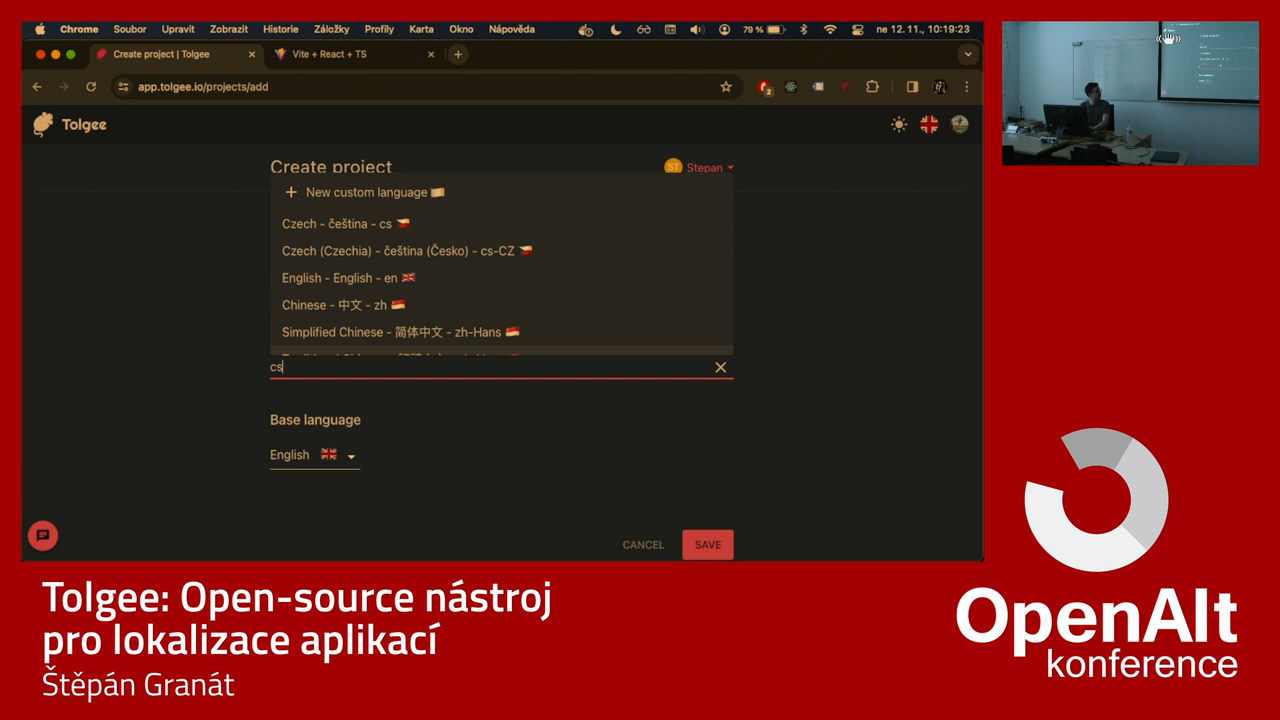 Chrome Soubor Upravit Zobrazit Historie Záložky Profily Karta Okno Nápověda 79 % ne 12. 11., 10:19:23
Create project | Tolgee
Vite + React + TS
app.tolgee.io/projects/add
2
Tolgee
Create project
ST Stepan
New custom language
Czech - čeština - cs
Czech (Czechia) - čeština (Česko) - cs-CZ
English - English - en
Chinese - 中文 - zh
Simplified Chinese - 简体中文 - zh-Hans
cs
Base language
English
CANCEL
SAVE
Tolgee: Open-source nástroj
pro lokalizace aplikací
Štěpán Granát
OpenAlt
konference